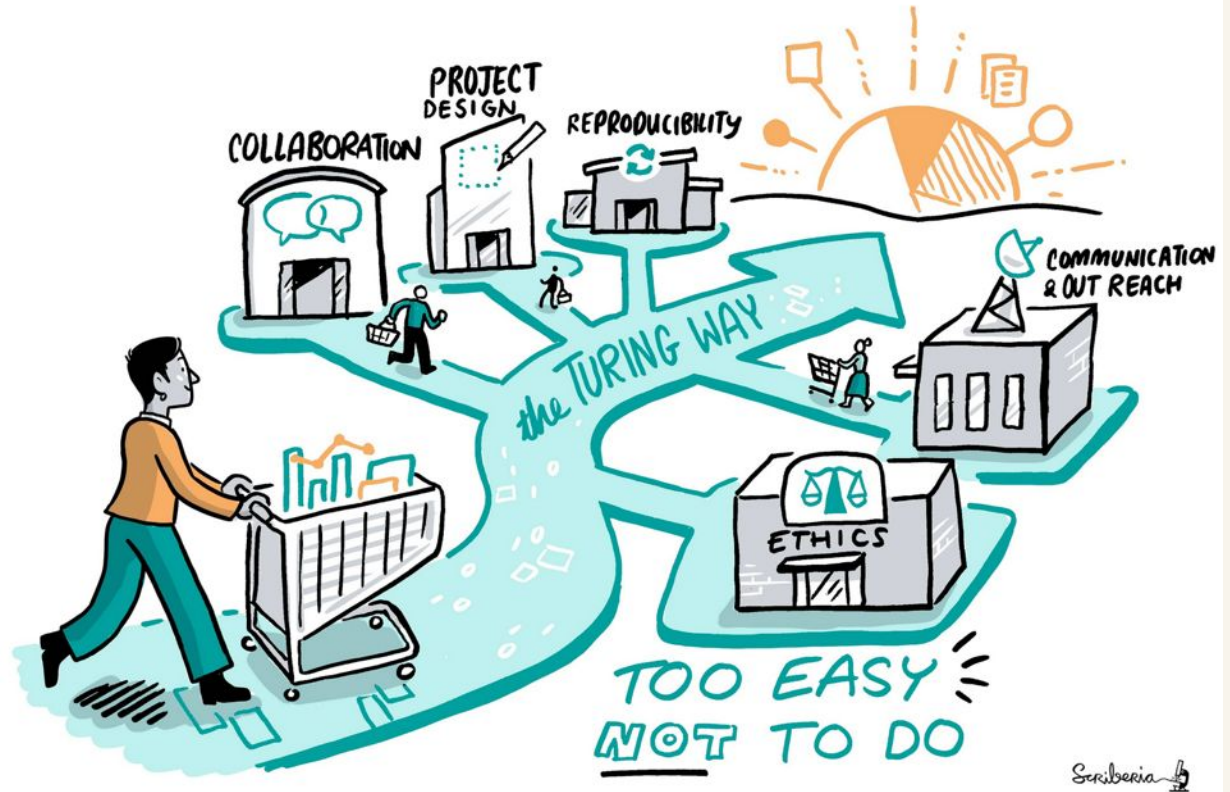 PROJECT
DESIGN
COLLABORATION
REPRODUCIBILITY
COMMUNICATION
& OUT REACH
the TURING WAY
ETHICS
TOO EASY
NOT TO DO
Scriberia